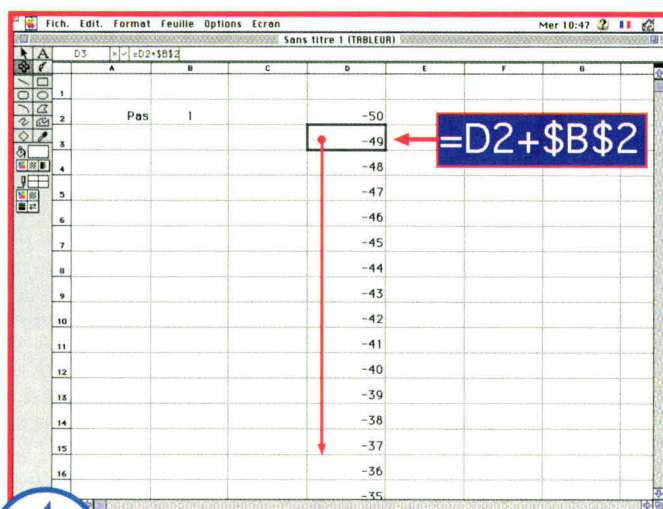 Fich. Edit. Format Feuille Options Ecran Mer 10:47
Sans titre 1 (TABLEUR)
D3 × =D2+$B$2
A B C D E F G
1
2 Pas 1 -50
3 -49 =D2+$B$2
4 -48
5 -47
6 -46
7 -45
8 -44
9 -43
10 -42
11 -41
12 -40
13 -39
14 -38
15 -37
16 -36
-35